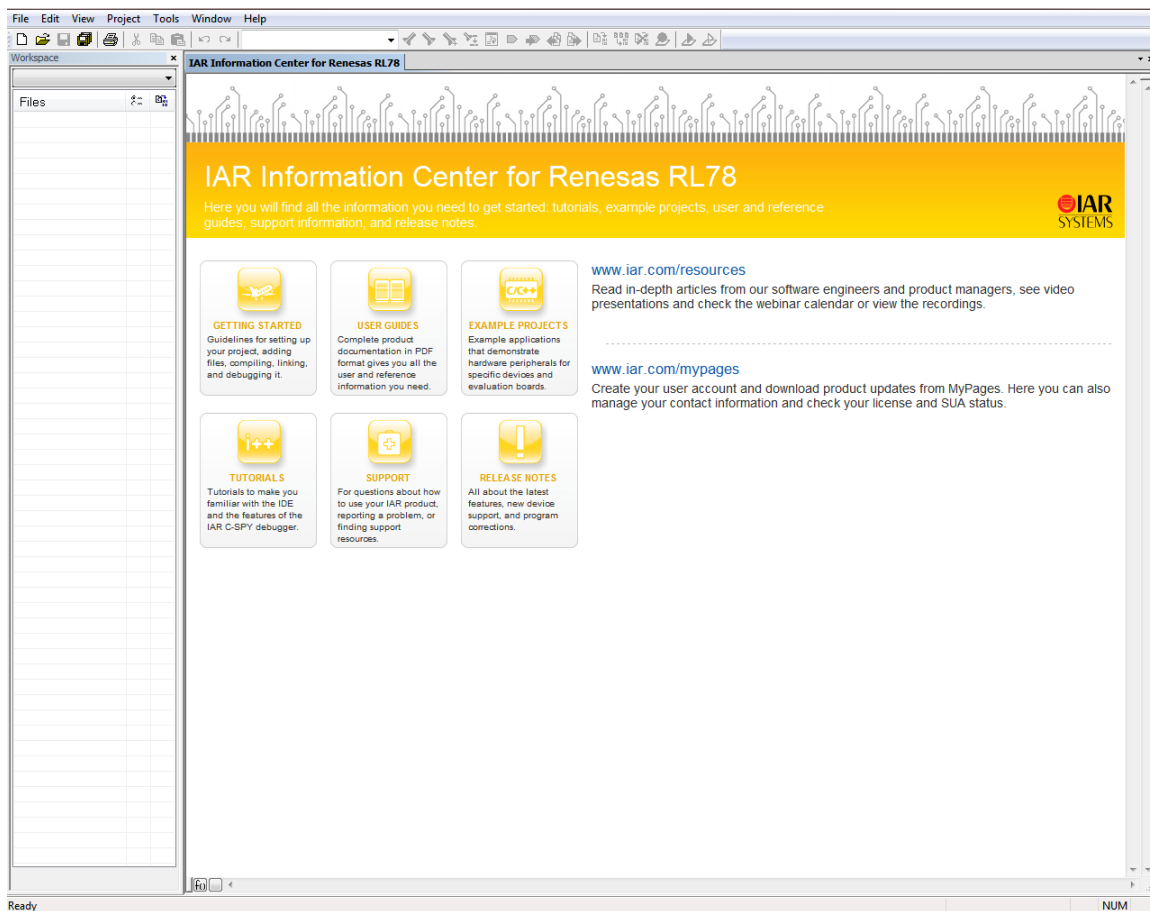 File Edit View Project Tools Window Help
Workspace
IAR Information Center for Renesas RL78
Files
IAR Information Center for Renesas RL78
Here you will find all the information you need to get started: tutorials, example projects, user and reference
guides, support information, and release notes.
IAR
SYSTEMS
GETTING STARTED
Guidelines for setting up
your project, adding
files, compiling, linking,
and debugging it.
USER GUIDES
Complete product
documentation in PDF
format gives you all the
user and reference
information you need.
C/C++
EXAMPLE PROJECTS
Example applications
that demonstrate
hardware peripherals for
specific devices and
evaluation boards.
www.iar.com/resources
Read in-depth articles from our software engineers and product managers, see video
presentations and check the webinar calendar or view the recordings.
www.iar.com/mypages
Create your user account and download product updates from MyPages. Here you can also
manage your contact information and check your license and SUA status.
i++
TUTORIALS
Tutorials to make you
familiar with the IDE
and the features of the
IAR C-SPY debugger.
SUPPORT
For questions about how
to use your IAR product,
reporting a problem, or
finding support
resources.
RELEASE NOTES
All about the latest
features, new device
support, and program
corrections.
f()
Ready
NUM